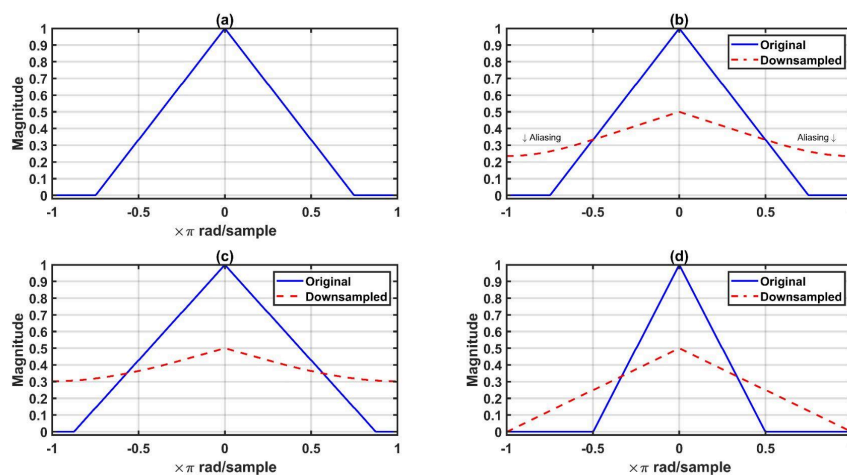 (a)
1
0.9
0.8
0.7
0.6
0.5
0.4
0.3
0.2
0.1
0
Magnitude
-1 -0.5 0 0.5 1
×π rad/sample
(b)
1
0.9
0.8
0.7
0.6
0.5
0.4
0.3
0.2
0.1
0
Magnitude
Original
Downsampled
↓ Aliasing
Aliasing ↓
-1 -0.5 0 0.5
×π rad/sample
(c)
1
0.9
0.8
0.7
0.6
0.5
0.4
0.3
0.2
0.1
0
Magnitude
Original
Downsampled
-1 -0.5 0 0.5 1
×π rad/sample
(d)
1
0.9
0.8
0.7
0.6
0.5
0.4
0.3
0.2
0.1
0
Magnitude
Original
Downsampled
-1 -0.5 0 0.5
×π rad/sample